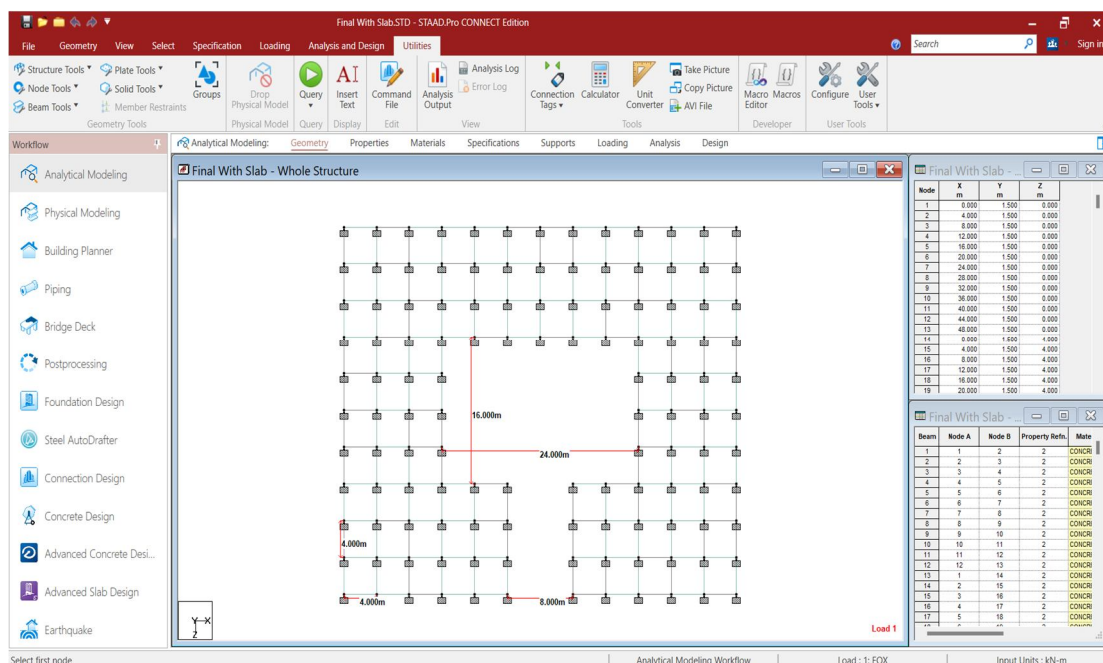 Final With Slab.STD - STAAD.Pro CONNECT Edition
File Geometry View Select Specification Loading Analysis and Design Utilities Search Sign in
Structure Tools Plate Tools
Node Tools Solid Tools
Beam Tools Member Restraints
Geometry Tools
Groups
Drop Physical Model
Physical Model
Query
Query
Insert Text
Display
Command File
Edit
Analysis Output
Analysis Log
Error Log
View
Connection Tags
Calculator
Unit Converter
Take Picture
Copy Picture
AVI File
Tools
Macro Editor
Macros
Developer
Configure
User Tools
User Tools
Workflow
Analytical Modeling
Physical Modeling
Building Planner
Piping
Bridge Deck
Postprocessing
Foundation Design
Steel AutoDrafter
Connection Design
Concrete Design
Advanced Concrete Desi...
Advanced Slab Design
Earthquake
Analytical Modeling: Geometry Properties Materials Specifications Supports Loading Analysis Design
Final With Slab - Whole Structure
16.000m
24.000m
4.000m
4.000m 8.000m
Y X
Z
Load 1
Final With Slab - ...
Node X m Y m Z m
1 0.000 1.500 0.000
2 4.000 1.500 0.000
3 8.000 1.500 0.000
4 12.000 1.500 0.000
5 16.000 1.500 0.000
6 20.000 1.500 0.000
7 24.000 1.500 0.000
8 28.000 1.500 0.000
9 32.000 1.500 0.000
10 36.000 1.500 0.000
11 40.000 1.500 0.000
12 44.000 1.500 0.000
13 48.000 1.500 0.000
14 0.000 1.500 4.000
15 4.000 1.500 4.000
16 8.000 1.500 4.000
17 12.000 1.500 4.000
18 16.000 1.500 4.000
19 20.000 1.500 4.000
Final With Slab - ...
Beam Node A Node B Property Refn. Mate
1 1 2 2 CONCRI
2 2 3 2 CONCRI
3 3 4 2 CONCRI
4 4 5 2 CONCRI
5 5 6 2 CONCRI
6 6 7 2 CONCRI
7 7 8 2 CONCRI
8 8 9 2 CONCRI
9 9 10 2 CONCRI
10 10 11 2 CONCRI
11 11 12 2 CONCRI
12 12 13 2 CONCRI
13 1 14 2 CONCRI
14 2 15 2 CONCRI
15 3 16 2 CONCRI
16 4 17 2 CONCRI
17 5 18 2 CONCRI
Select first node Analytical Modeling Workflow Load : 1: EQX Input Units : kN-m